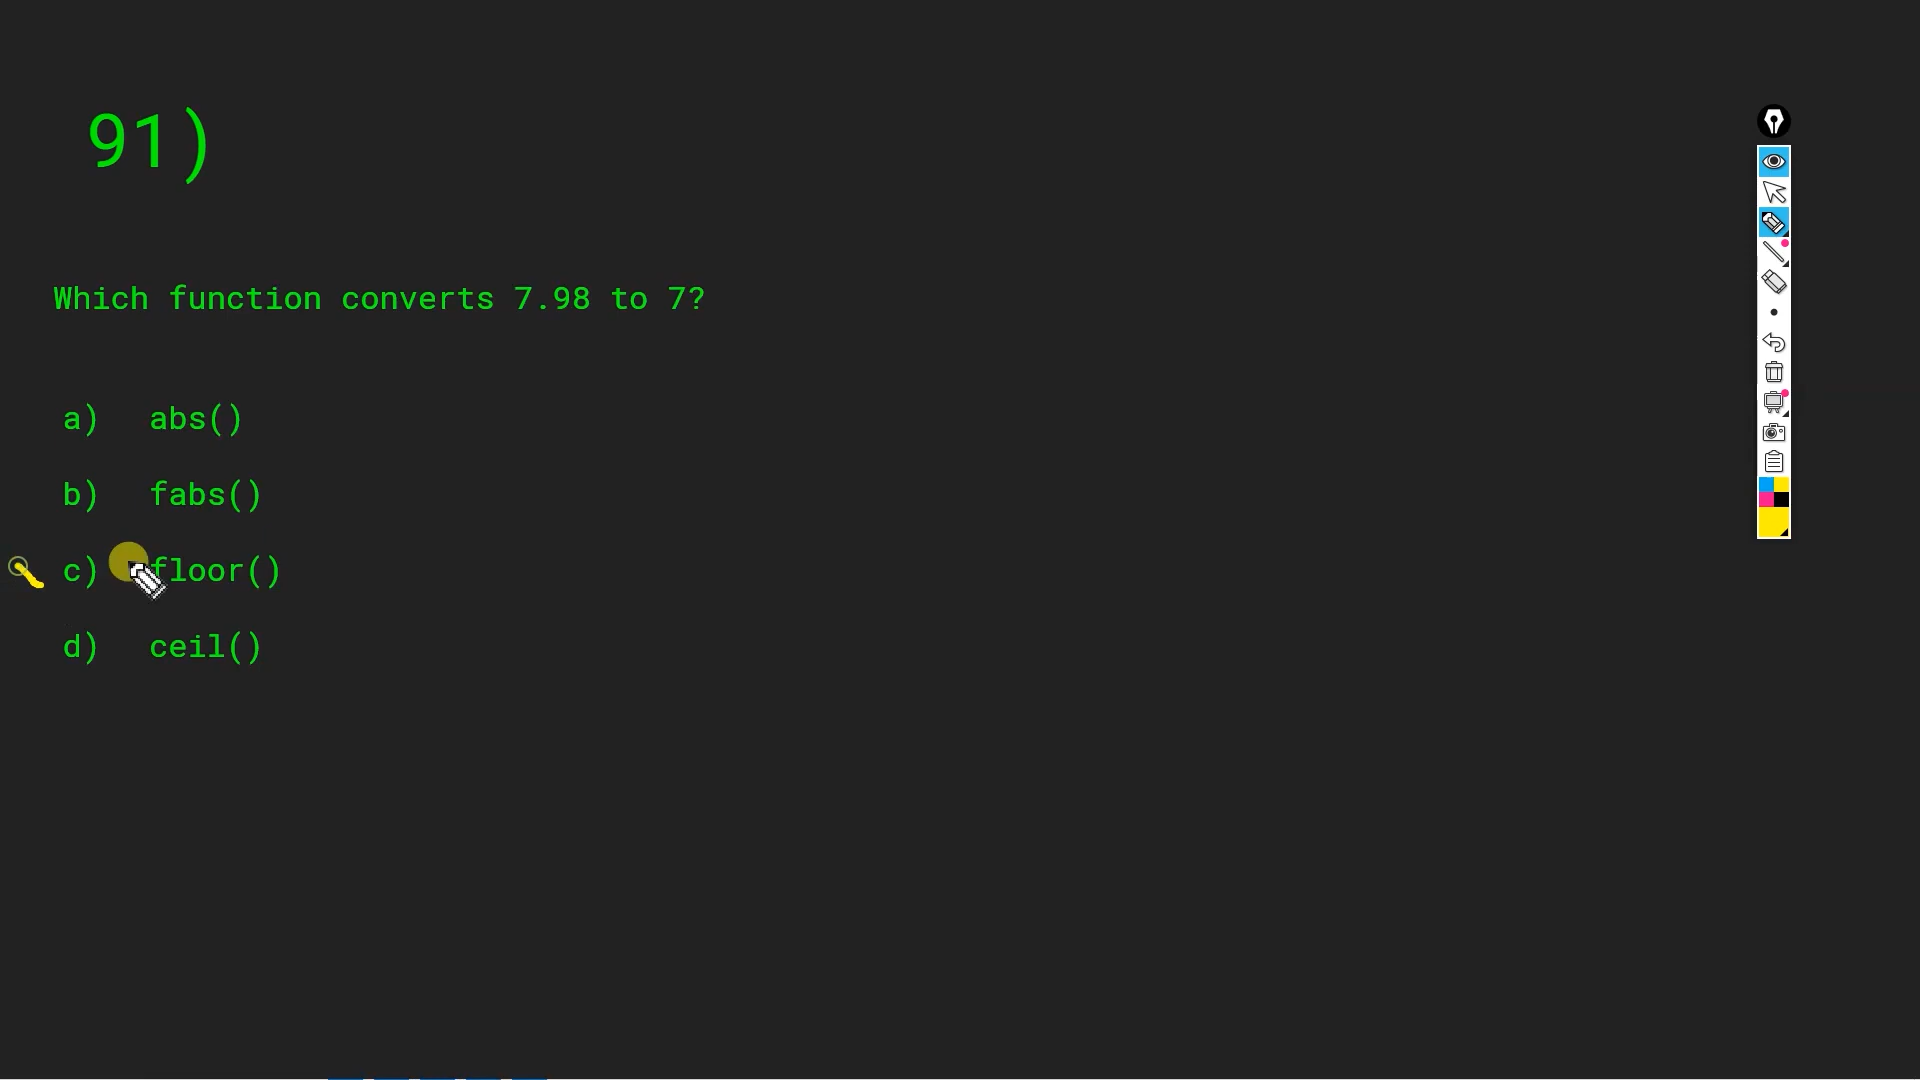 91)
Which function converts 7.98 to 7?
a) abs()
b) fabs()
c) floor()
d) ceil()